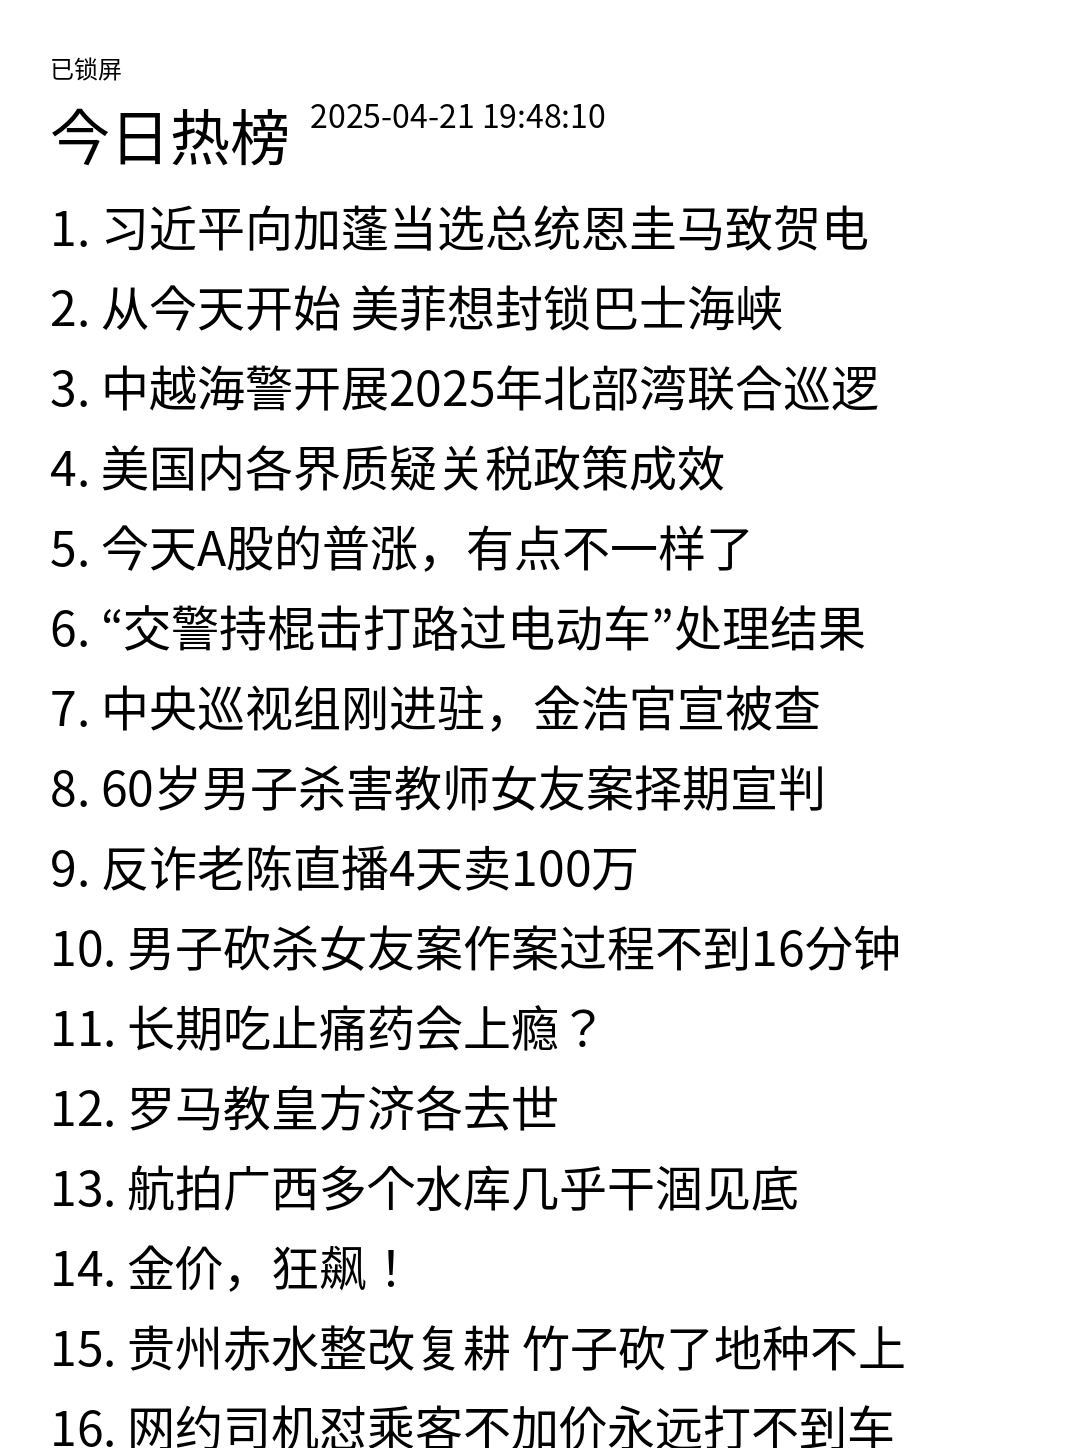 已锁屏
今日热榜 2025-04-21 19:48:10
1. 习近平向加蓬当选总统恩圭马致贺电
2. 从今天开始 美菲想封锁巴士海峡
3. 中越海警开展2025年北部湾联合巡逻
4. 美国内各界质疑关税政策成效
5. 今天A股的普涨，有点不一样了
6. “交警持棍击打路过电动车”处理结果
7. 中央巡视组刚进驻，金浩官宣被查
8. 60岁男子杀害教师女友案择期宣判
9. 反诈老陈直播4天卖100万
10. 男子砍杀女友案作案过程不到16分钟
11. 长期吃止痛药会上瘾？
12. 罗马教皇方济各去世
13. 航拍广西多个水库几乎干涸见底
14. 金价，狂飙！
15. 贵州赤水整改复耕 竹子砍了地种不上
16. 网约司机怼乘客不加价永远打不到车